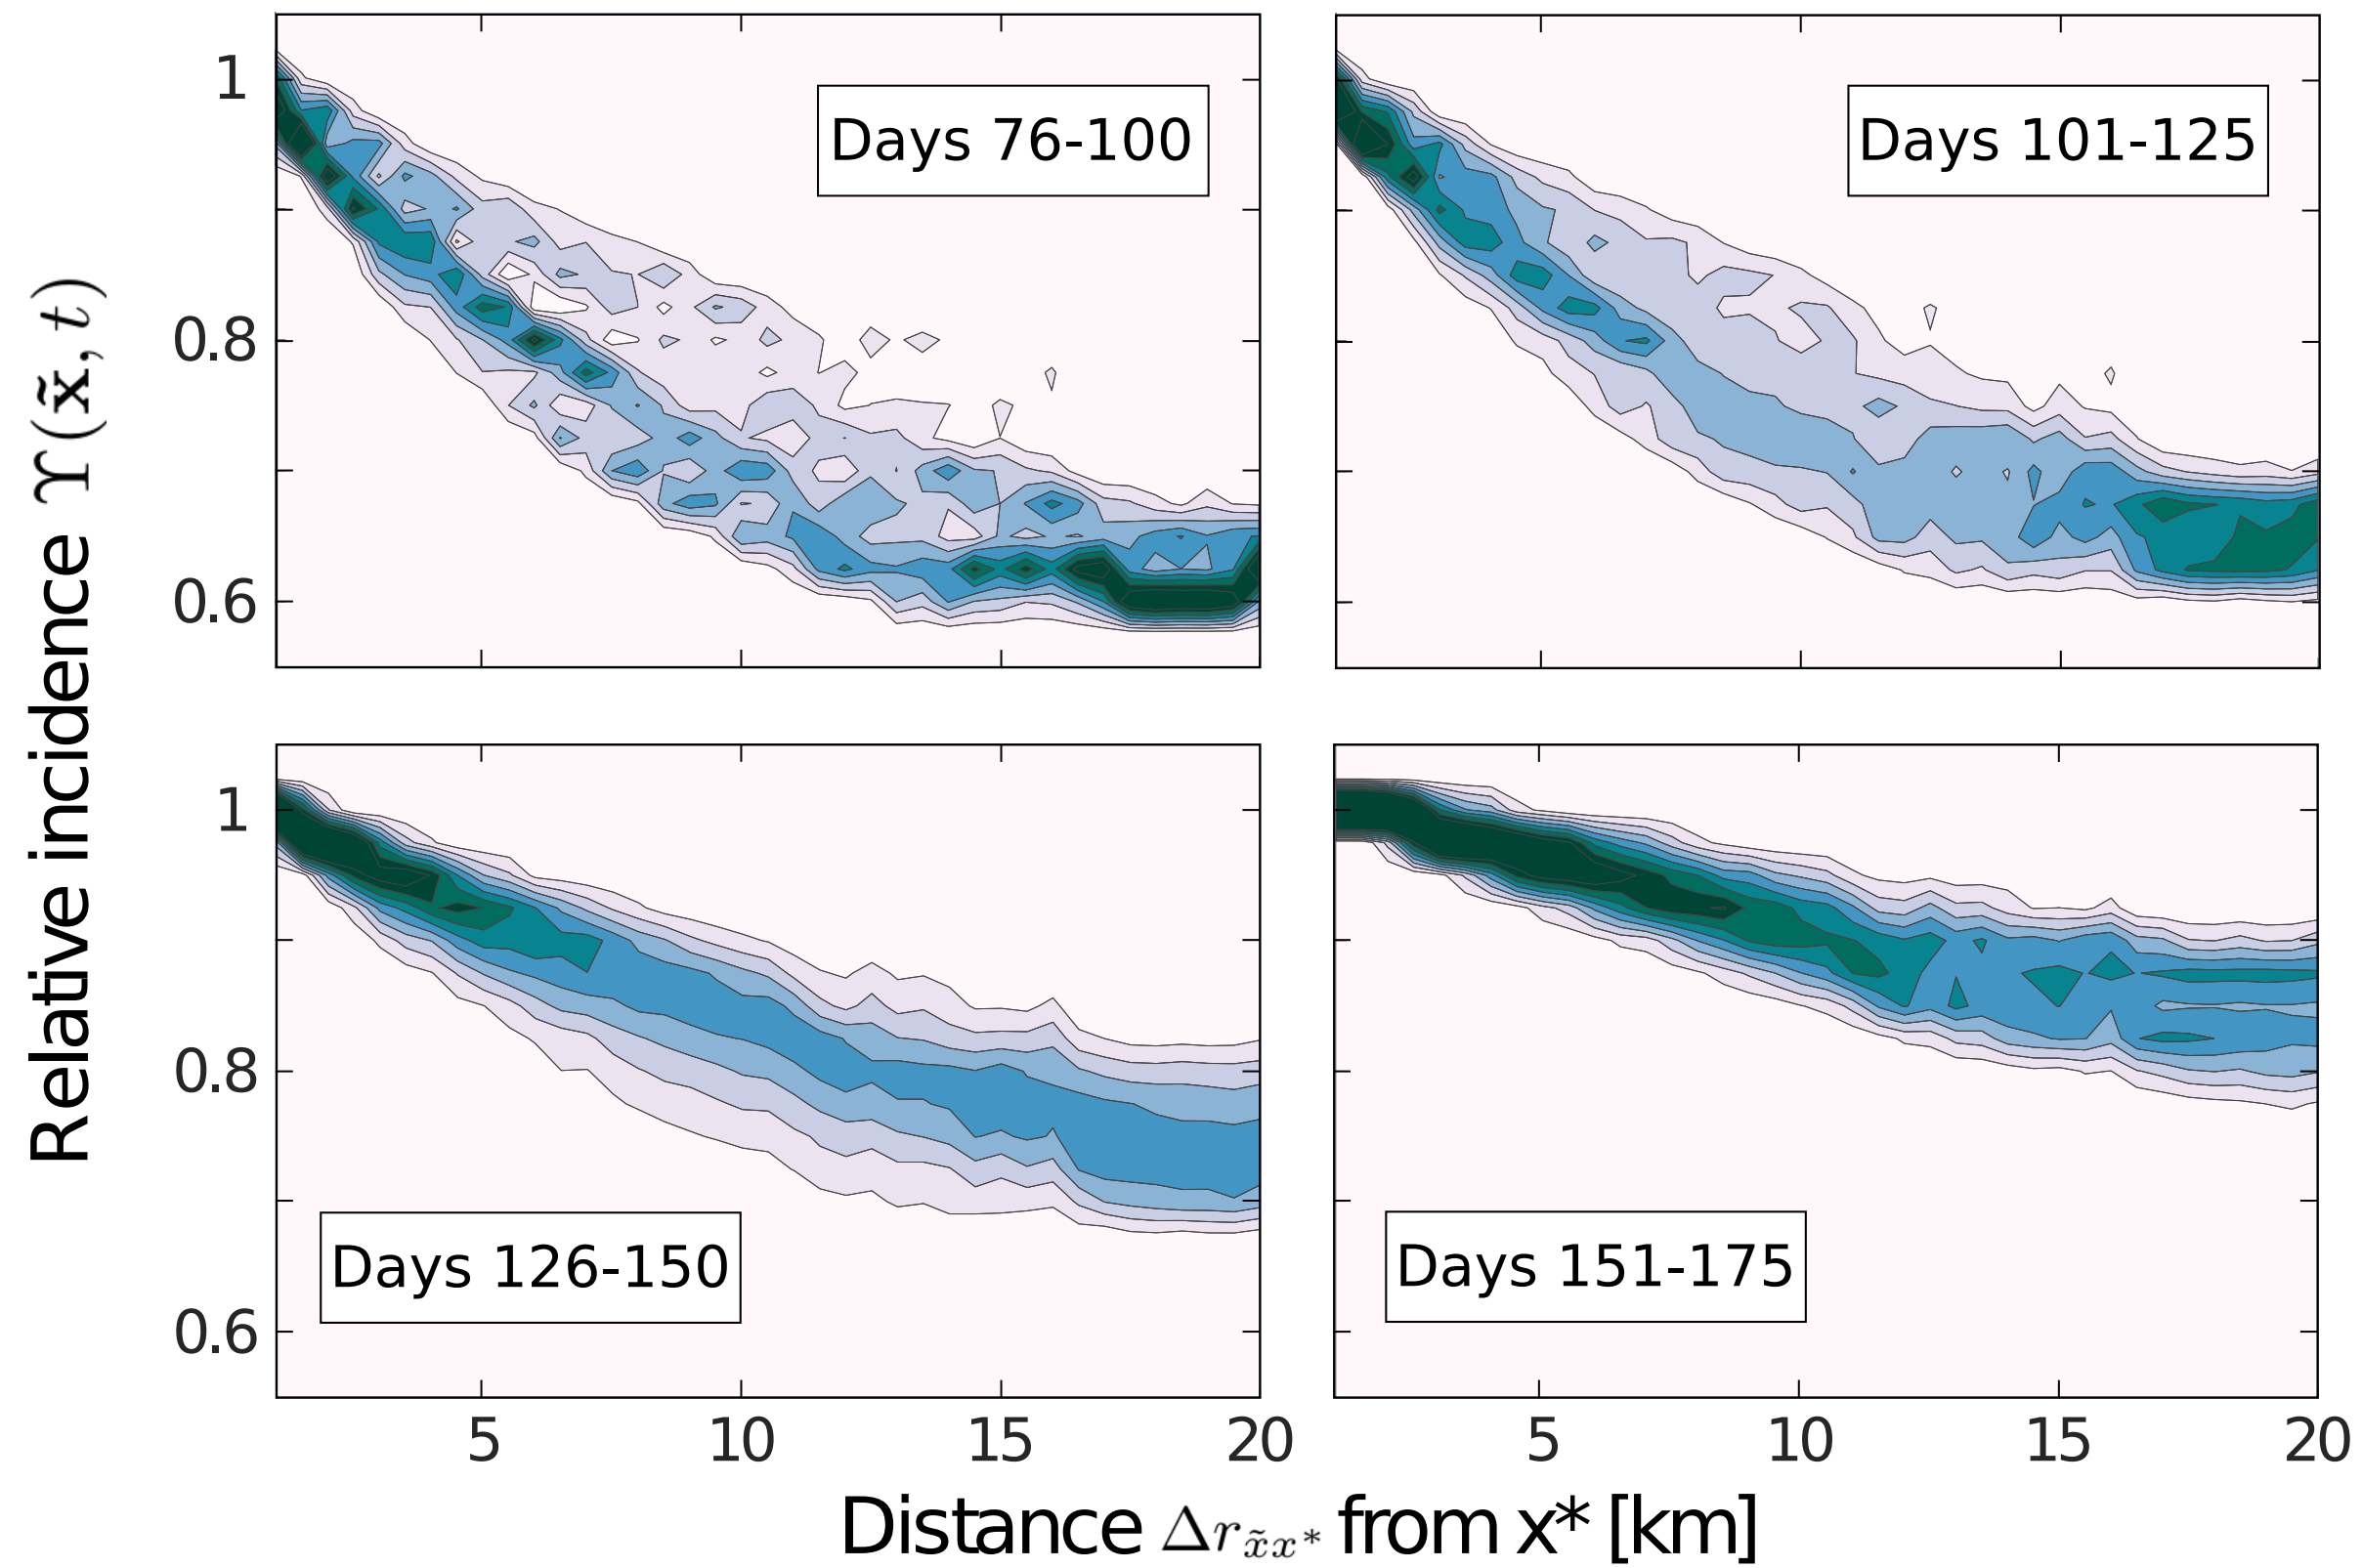 Relative incidence ϒ(x̃, t)
1
0.8
0.6
Days 76-100
Days 101-125
1
0.8
0.6
Days 126-150
Days 151-175
5 10 15 20 5 10 15 20
Distance Δr_x̃x* from x* [km]